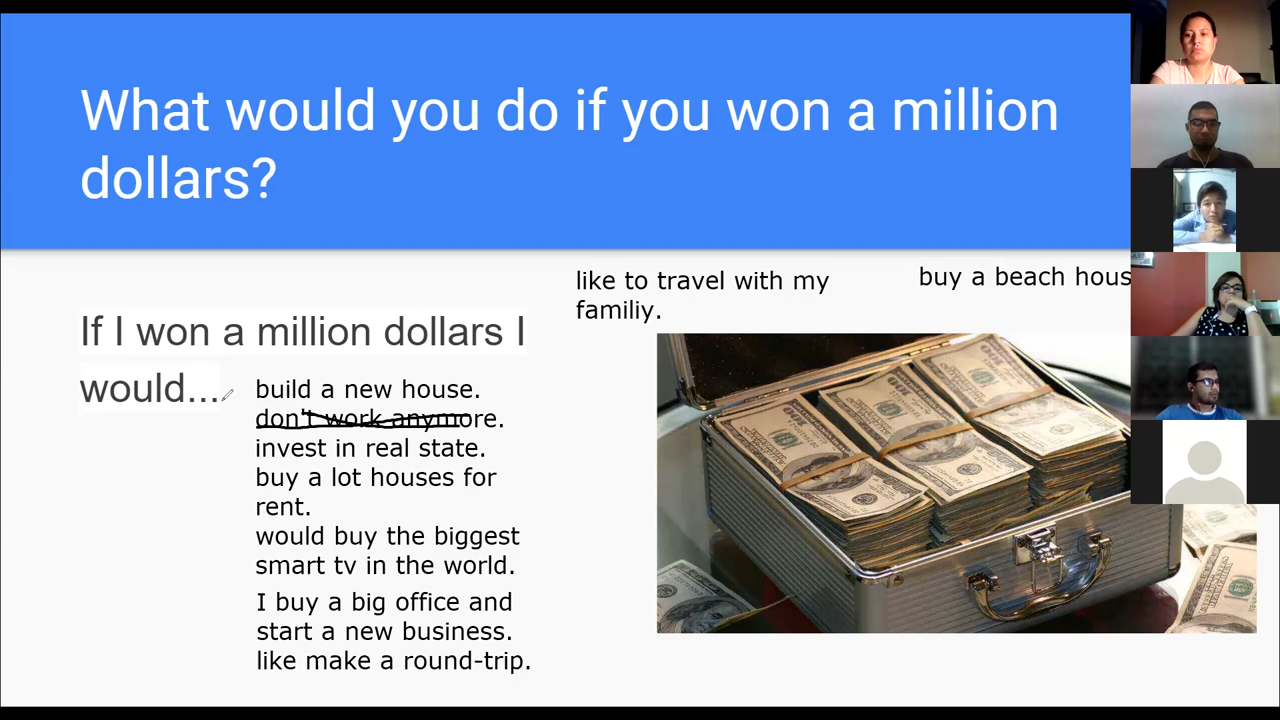 What would you do if you won a million
dollars?
like to travel with my
familiy.
buy a beach hous
If I won a million dollars I
would...
build a new house.
don't work anymore.
invest in real state.
buy a lot houses for
rent.
would buy the biggest
smart tv in the world.
I buy a big office and
start a new business.
like make a round-trip.